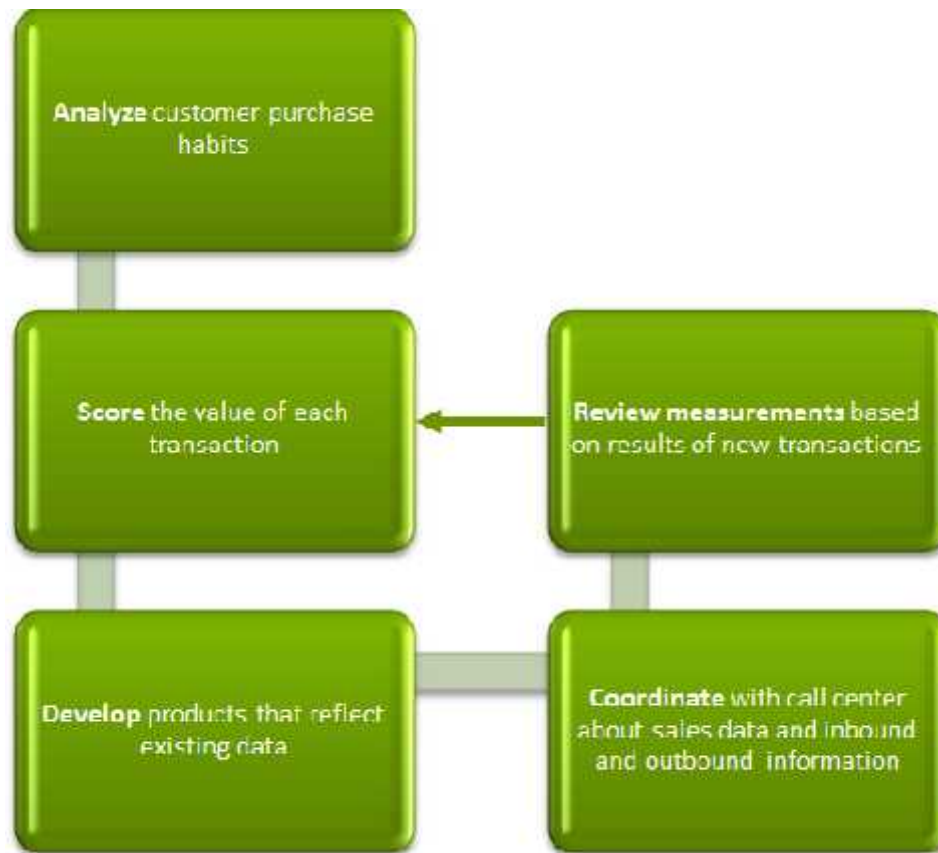 Analyze customer purchase
habits
Score the value of each
transaction
Review measurements based
on results of new transactions
Develop products that reflect
existing data
Coordinate with call center
about sales data and inbound
and outbound information